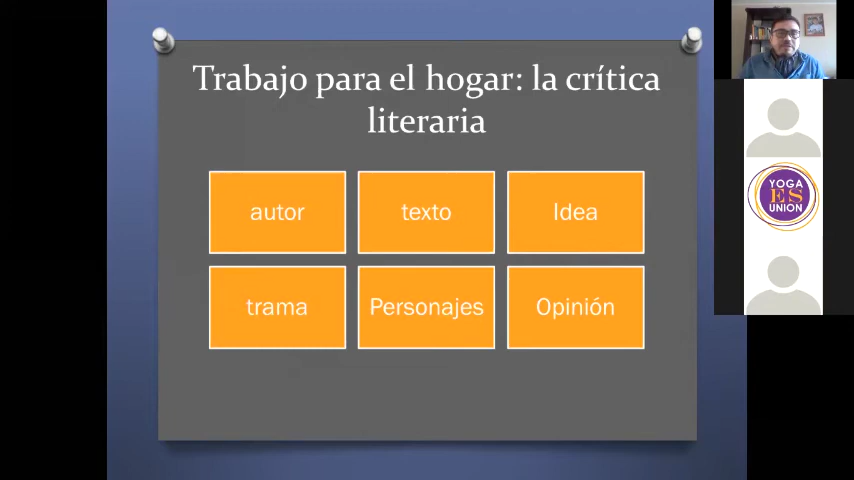 Trabajo para el hogar: la crítica
literaria
autor
texto
Idea
trama
Personajes
Opinión
YOGA
ES
UNION